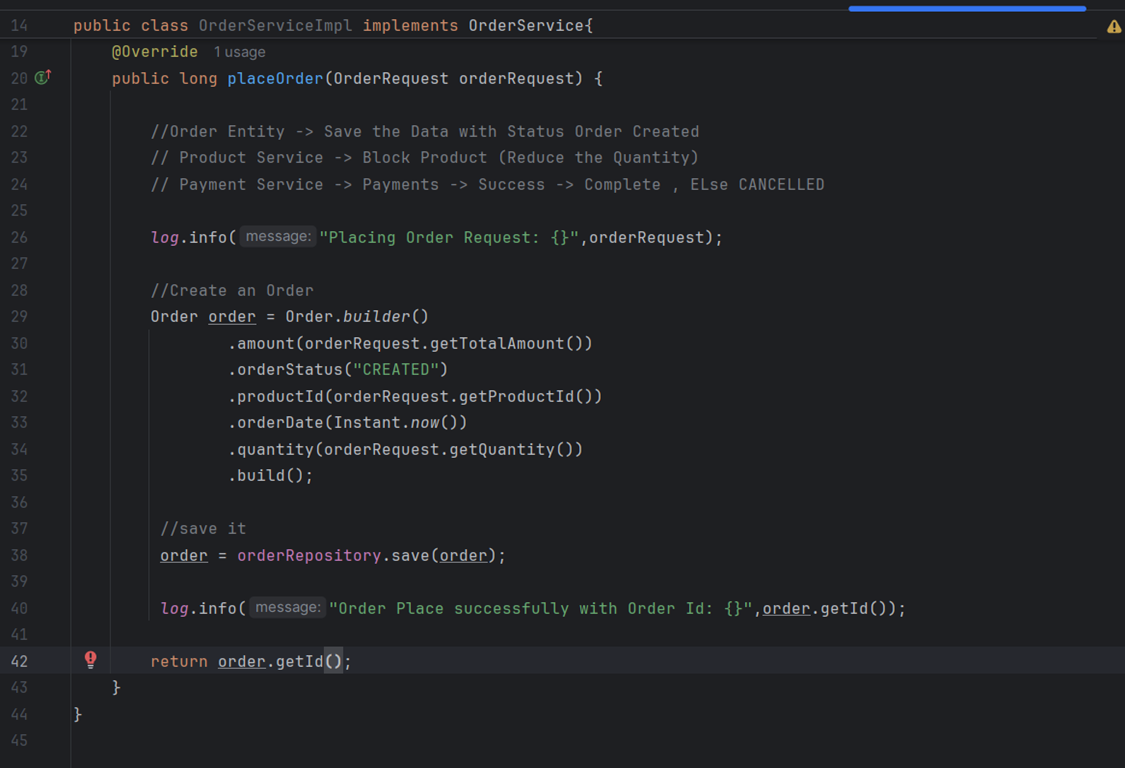 14 public class OrderServiceImpl implements OrderService{
19 @Override 1 usage
20 public long placeOrder(OrderRequest orderRequest) {
21
22 //Order Entity -> Save the Data with Status Order Created
23 // Product Service -> Block Product (Reduce the Quantity)
24 // Payment Service -> Payments -> Success -> Complete , ELse CANCELLED
25
26 log.info( message: "Placing Order Request: {}",orderRequest);
27
28 //Create an Order
29 Order order = Order.builder()
30 .amount(orderRequest.getTotalAmount())
31 .orderStatus("CREATED")
32 .productId(orderRequest.getProductId())
33 .orderDate(Instant.now())
34 .quantity(orderRequest.getQuantity())
35 .build();
36
37 //save it
38 order = orderRepository.save(order);
39
40 log.info( message: "Order Place successfully with Order Id: {}",order.getId());
41
42 return order.getId();
43 }
44 }
45